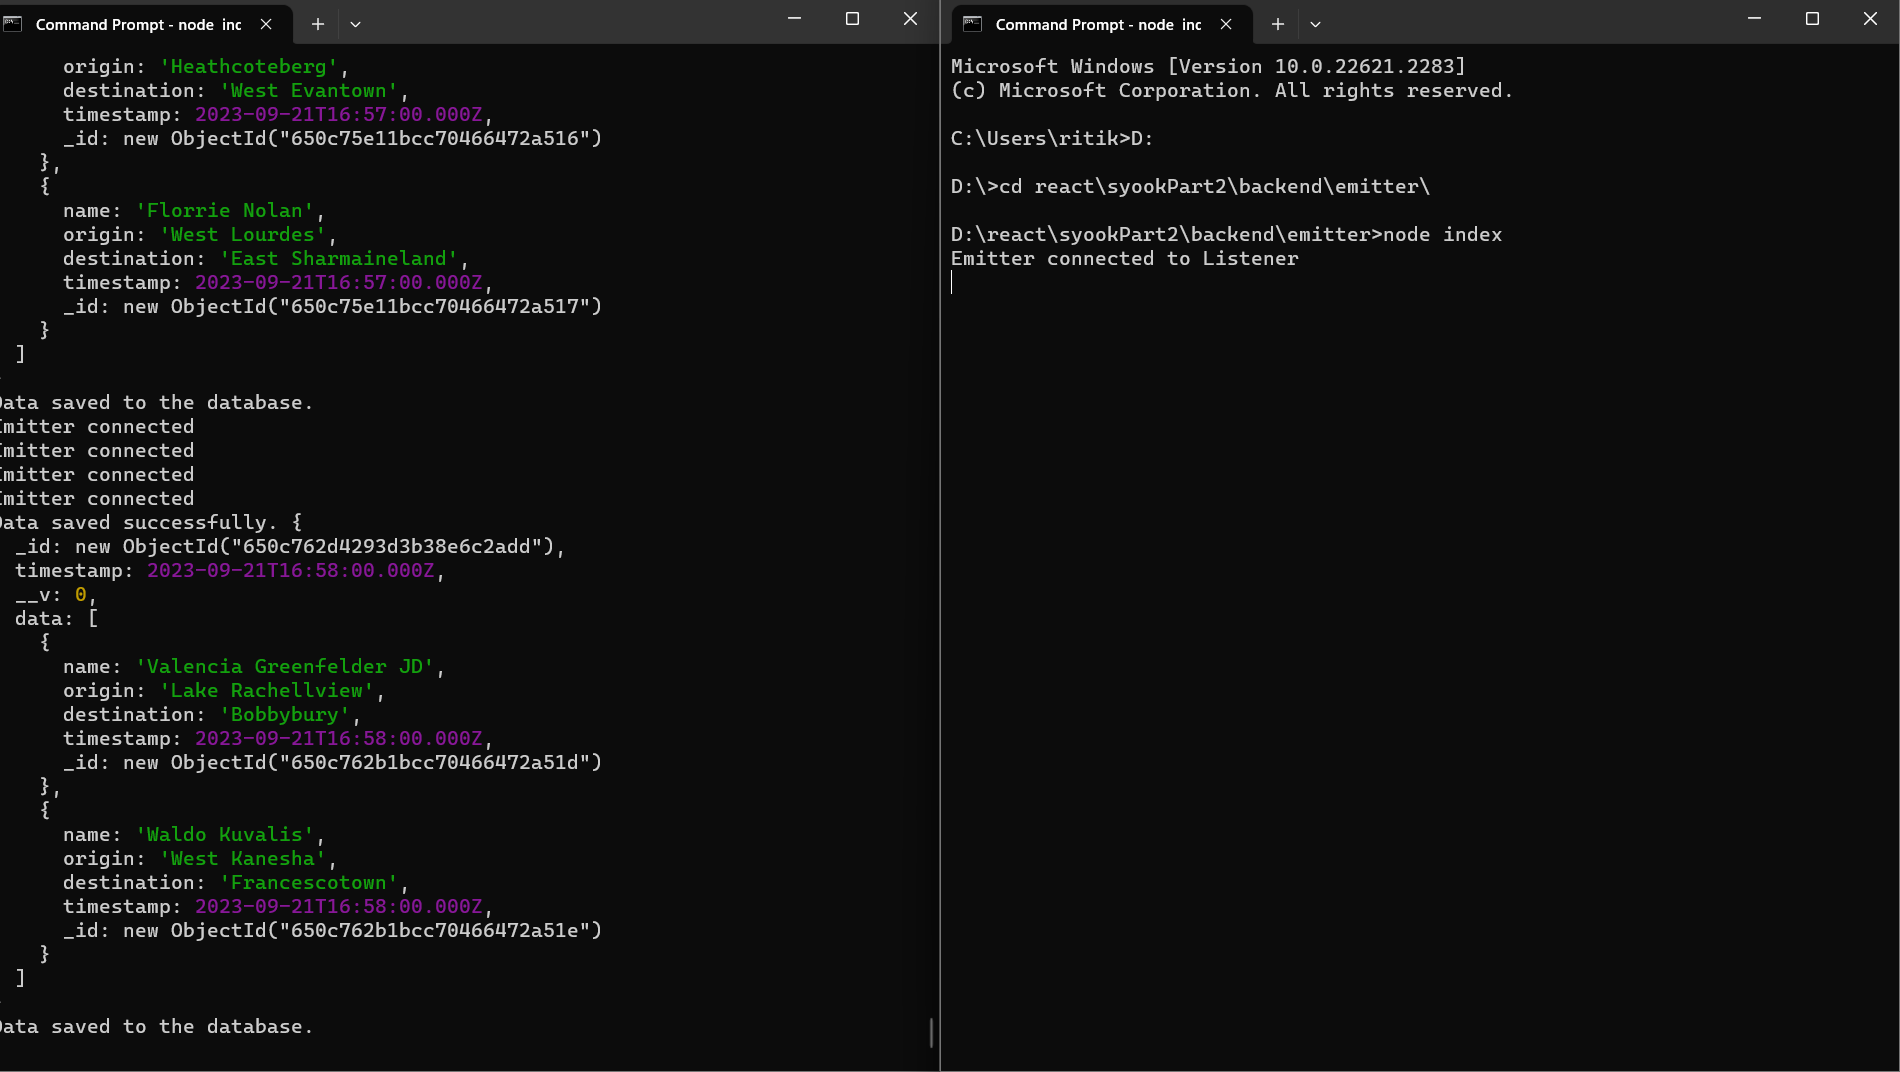 Command Prompt - node  inc
origin: 'Heathcoteberg',
destination: 'West Evantown',
timestamp: 2023-09-21T16:57:00.000Z,
_id: new ObjectId("650c75e11bcc70466472a516")
},
{
name: 'Florrie Nolan',
origin: 'West Lourdes',
destination: 'East Sharmaineland',
timestamp: 2023-09-21T16:57:00.000Z,
_id: new ObjectId("650c75e11bcc70466472a517")
}
]
Data saved to the database.
Emitter connected
Emitter connected
Emitter connected
Emitter connected
Data saved successfully. {
_id: new ObjectId("650c762d4293d3b38e6c2add"),
timestamp: 2023-09-21T16:58:00.000Z,
__v: 0,
data: [
{
name: 'Valencia Greenfelder JD',
origin: 'Lake Rachellview',
destination: 'Bobbybury',
timestamp: 2023-09-21T16:58:00.000Z,
_id: new ObjectId("650c762b1bcc70466472a51d")
},
{
name: 'Waldo Kuvalis',
origin: 'West Kanesha',
destination: 'Francescotown',
timestamp: 2023-09-21T16:58:00.000Z,
_id: new ObjectId("650c762b1bcc70466472a51e")
}
]
Data saved to the database.
Command Prompt - node  inc
Microsoft Windows [Version 10.0.22621.2283]
(c) Microsoft Corporation. All rights reserved.
C:\Users\ritik>D:
D:\>cd react\syookPart2\backend\emitter\
D:\react\syookPart2\backend\emitter>node index
Emitter connected to Listener